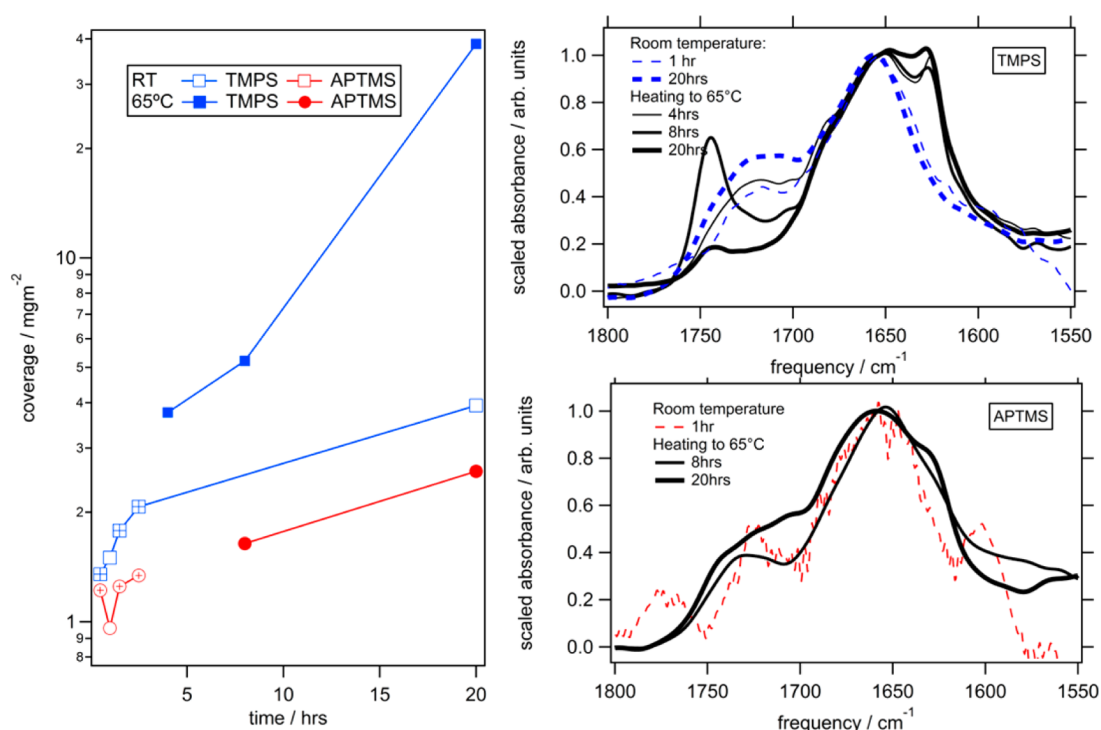 4
3
2
10
9
8
7
6
5
4
3
2
1
9
8
coverage / mgm-2
RT TMPS APTMS
65ºC TMPS APTMS
5 10 15 20
time / hrs
scaled absorbance / arb. units
1.0
0.8
0.6
0.4
0.2
0.0
Room temperature:
1 hr
20hrs
Heating to 65°C
4hrs
8hrs
20hrs
TMPS
1800 1750 1700 1650 1600 1550
frequency / cm-1
scaled absorbance / arb. units
1.0
0.8
0.6
0.4
0.2
0.0
Room temperature
1hr
Heating to 65°C
8hrs
20hrs
APTMS
1800 1750 1700 1650 1600 1550
frequency / cm-1